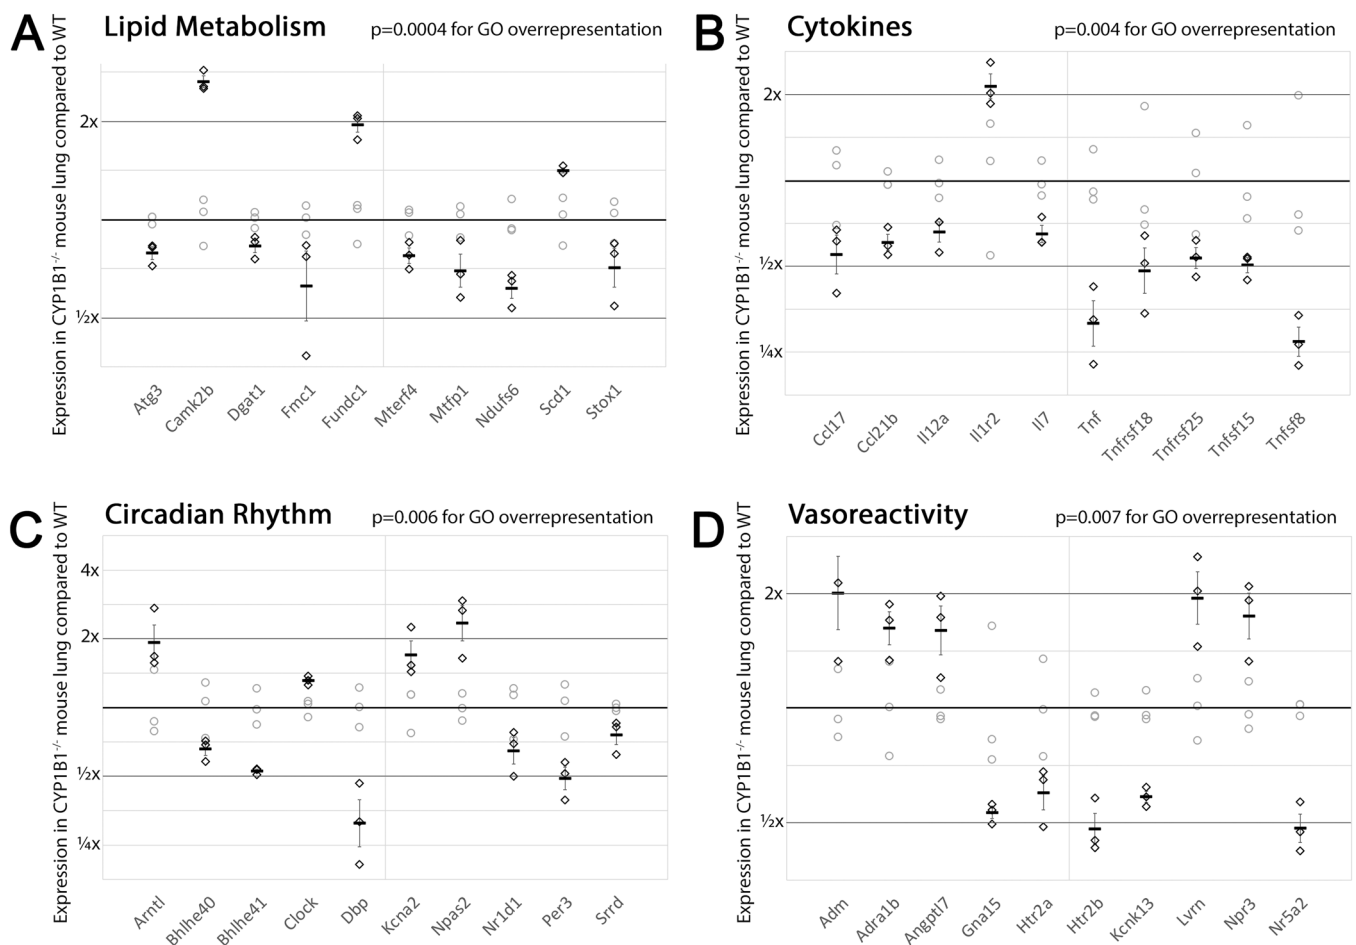 A Lipid Metabolism p=0.0004 for GO overrepresentation
Expression in CYP1B1-/- mouse lung compared to WT
2x
½x
Atg3 Camk2b Dgat1 Fmc1 Fundc1 Mterf4 Mtfp1 Ndufs6 Scd1 Stox1
B Cytokines p=0.004 for GO overrepresentation
Expression in CYP1B1-/- mouse lung compared to WT
2x
½x
¼x
Ccl17 Ccl21b Il12a Il1r2 Il7 Tnf Tnfrsf18 Tnfrsf25 Tnfsf15 Tnfsf8
C Circadian Rhythm p=0.006 for GO overrepresentation
Expression in CYP1B1-/- mouse lung compared to WT
4x
2x
½x
¼x
Arntl Bhlhe40 Bhlhe41 Clock Dbp Kcna2 Npas2 Nr1d1 Per3 Srrd
D Vasoreactivity p=0.007 for GO overrepresentation
Expression in CYP1B1-/- mouse lung compared to WT
2x
½x
Adm Adra1b Angptl7 Gna15 Htr2a Htr2b Kcnk13 Lvrn Npr3 Nr5a2